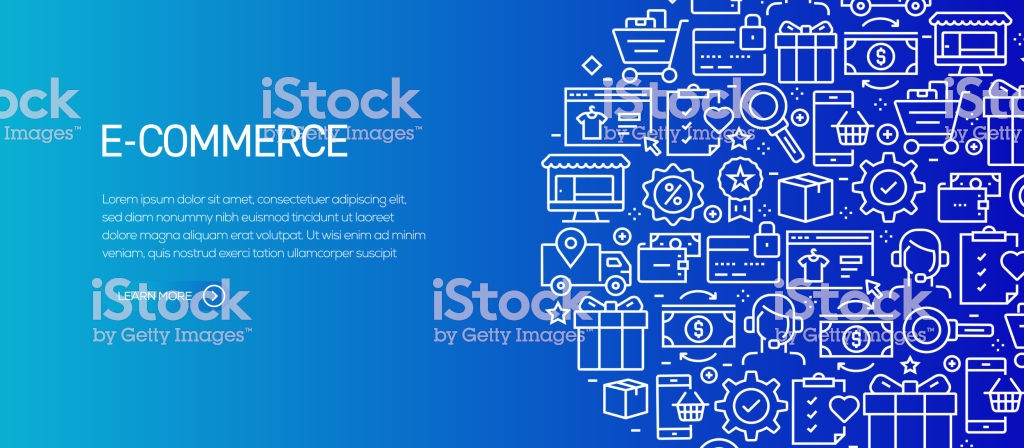 iStock
by Getty Images™
iStock
by Getty Images™
iStock
by Getty Images™
iStock
by Getty Images
E-COMMERCE
Lorem ipsum dolor sit amet, consectetuer adipiscing elit,
sed diam nonummy nibh euismod tincidunt ut laoreet
dolore magna aliquam erat volutpat. Ut wisi enim ad minim
veniam, quis nostrud exerci tation ullamcorper suscipit
LEARN MORE
iStock
by Getty Images™
iStock
by Getty Images™
iStock
by Getty Images™